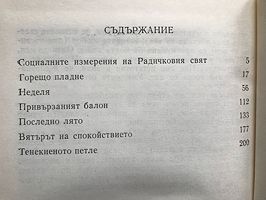 СЪДЪРЖАНИЕ
Социалните измерения на Радичковия свят 5
Горещо пладне 17
Неделя 56
Привързаният балон 112
Последно лято 133
Вятърът на спокойствието 177
Тенекиеното петле 200